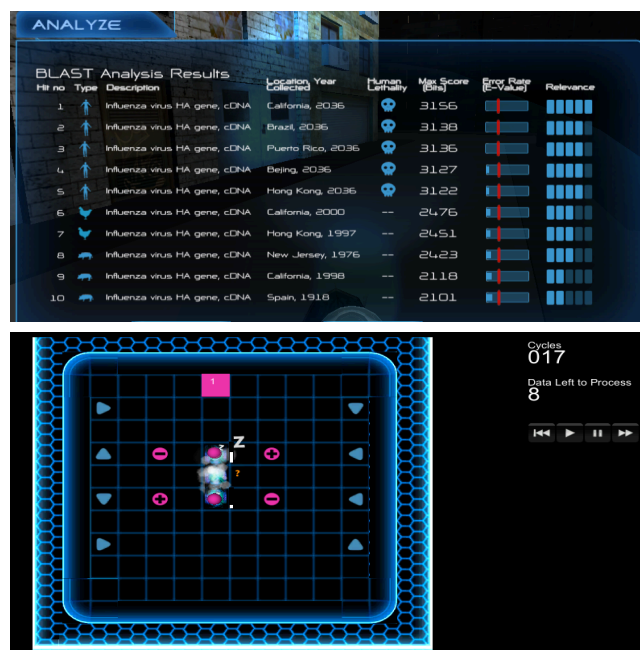 ANALYZE
BLAST Analysis Results
Hit no Type Description Location, Year Collected Human Lethality Max Score (Bits) Error Rate (E-Value) Relevance
1 Influenza virus HA gene, cDNA California, 2036 3156
2 Influenza virus HA gene, cDNA Brazil, 2036 3138
3 Influenza virus HA gene, cDNA Puerto Rico, 2036 3136
4 Influenza virus HA gene, cDNA Bejing, 2036 3127
5 Influenza virus HA gene, cDNA Hong Kong, 2036 3122
6 Influenza virus HA gene, cDNA California, 2000 -- 2476
7 Influenza virus HA gene, cDNA Hong Kong, 1997 -- 2451
8 Influenza virus HA gene, cDNA New Jersey, 1976 -- 2423
9 Influenza virus HA gene, cDNA California, 1998 -- 2118
10 Influenza virus HA gene, cDNA Spain, 1918 -- 2101
Cycles
017
Data Left to Process
8
1
z Z
?